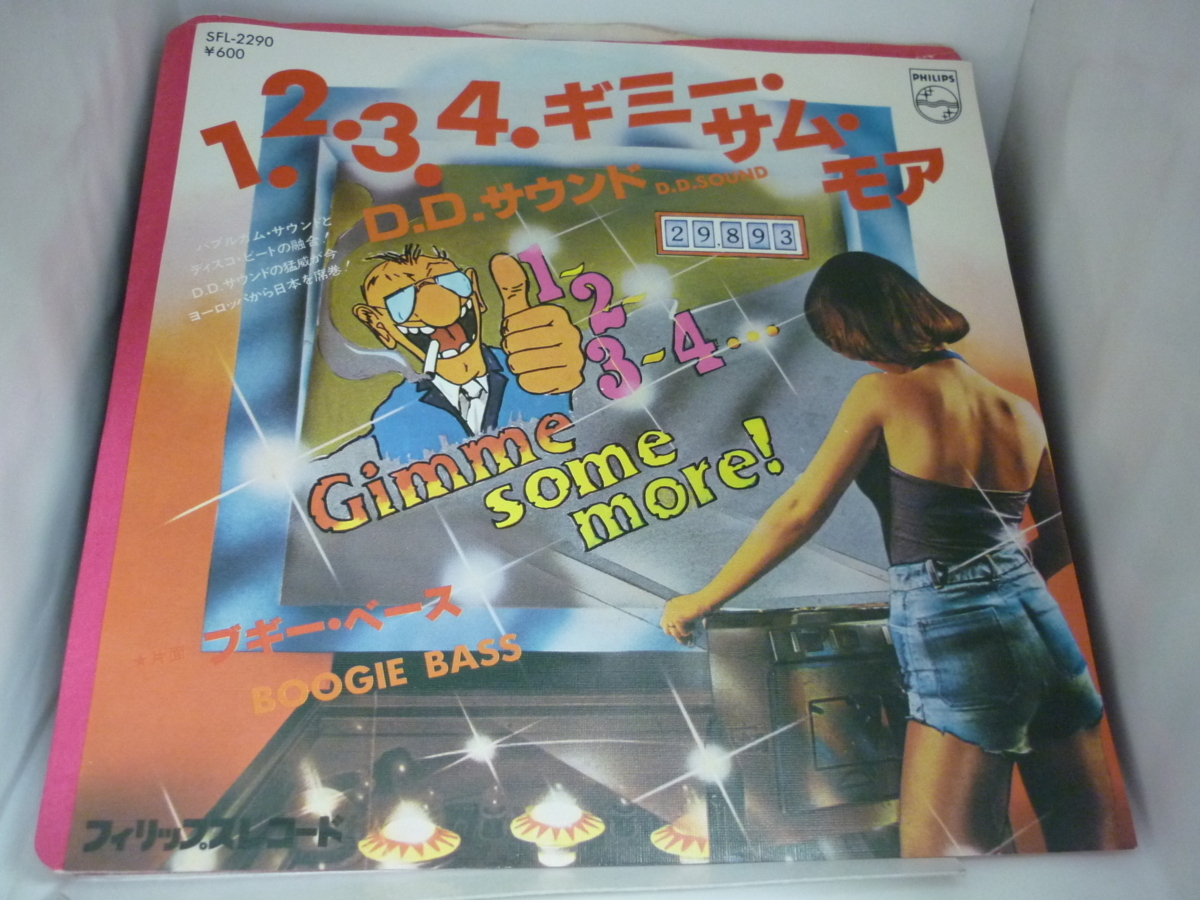 SFL-2290
¥600
PHILIPS
1.2.3.4.ギミー・
サム・
モア
D.D.サウンド D.D.SOUND
バブルガム・サウンドと
ディスコ・ビートの融合!
D.D.サウンドの猛威が今
ヨーロッパから日本を席巻!
29.893
1-2-
3-4...
Gimme
some
more!
★片面 ブギー・ベース
BOOGIE BASS
フィリップスレコード